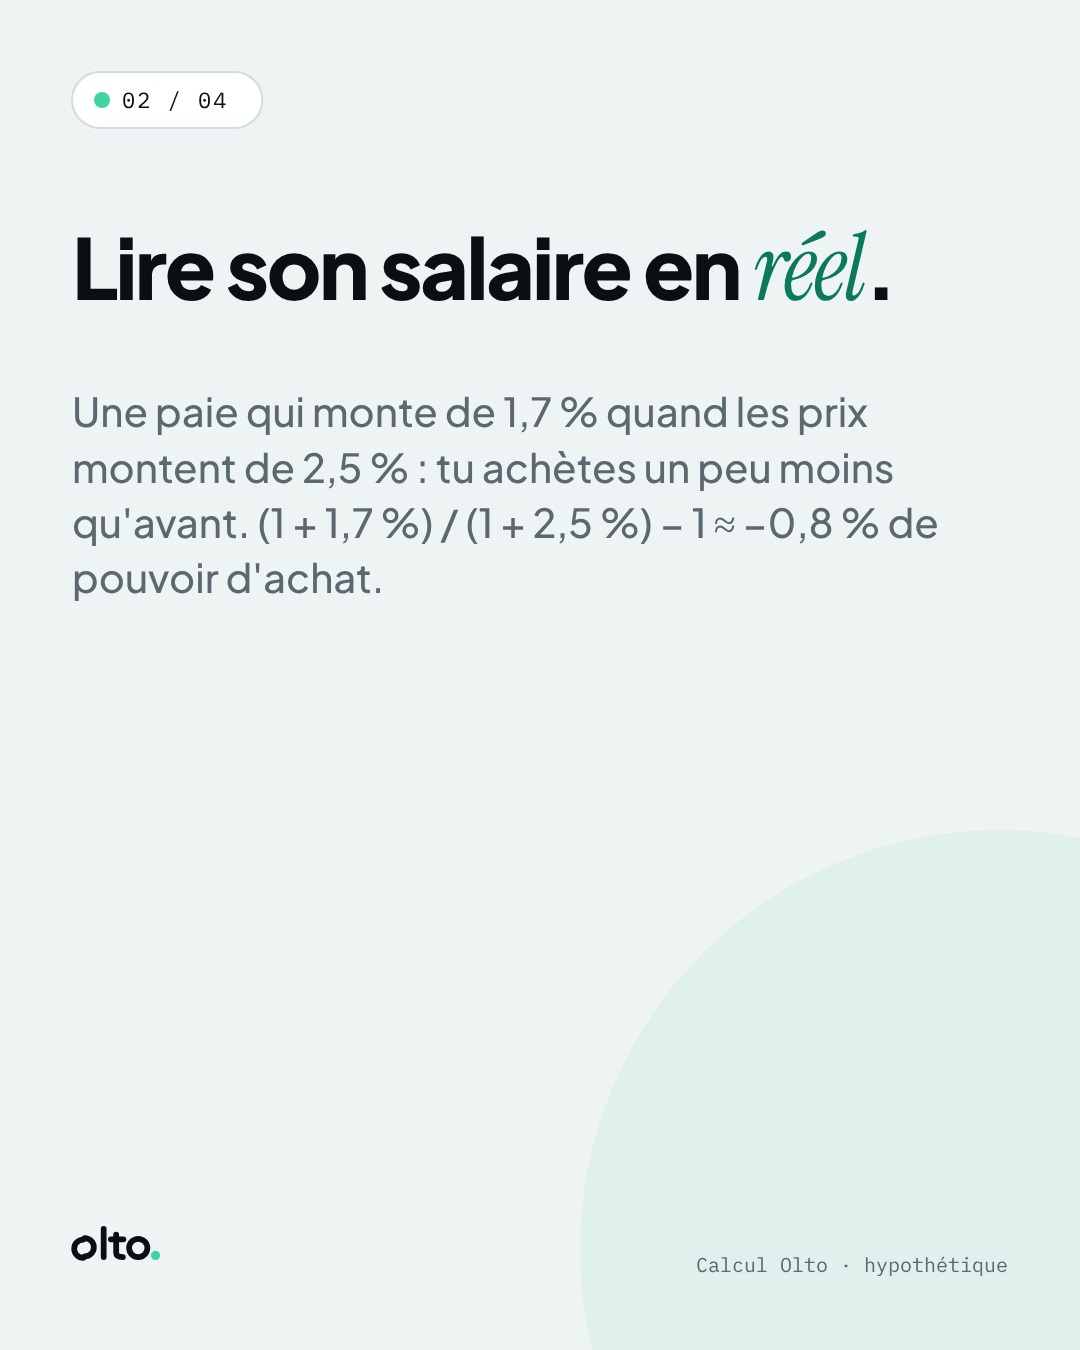 02 / 04
Lire son salaire en réel.
Une paie qui monte de 1,7 % quand les prix
montent de 2,5 % : tu achètes un peu moins
qu'avant. (1 + 1,7 %) / (1 + 2,5 %) − 1 ≈ −0,8 % de
pouvoir d'achat.
olto.
Calcul Olto · hypothétique